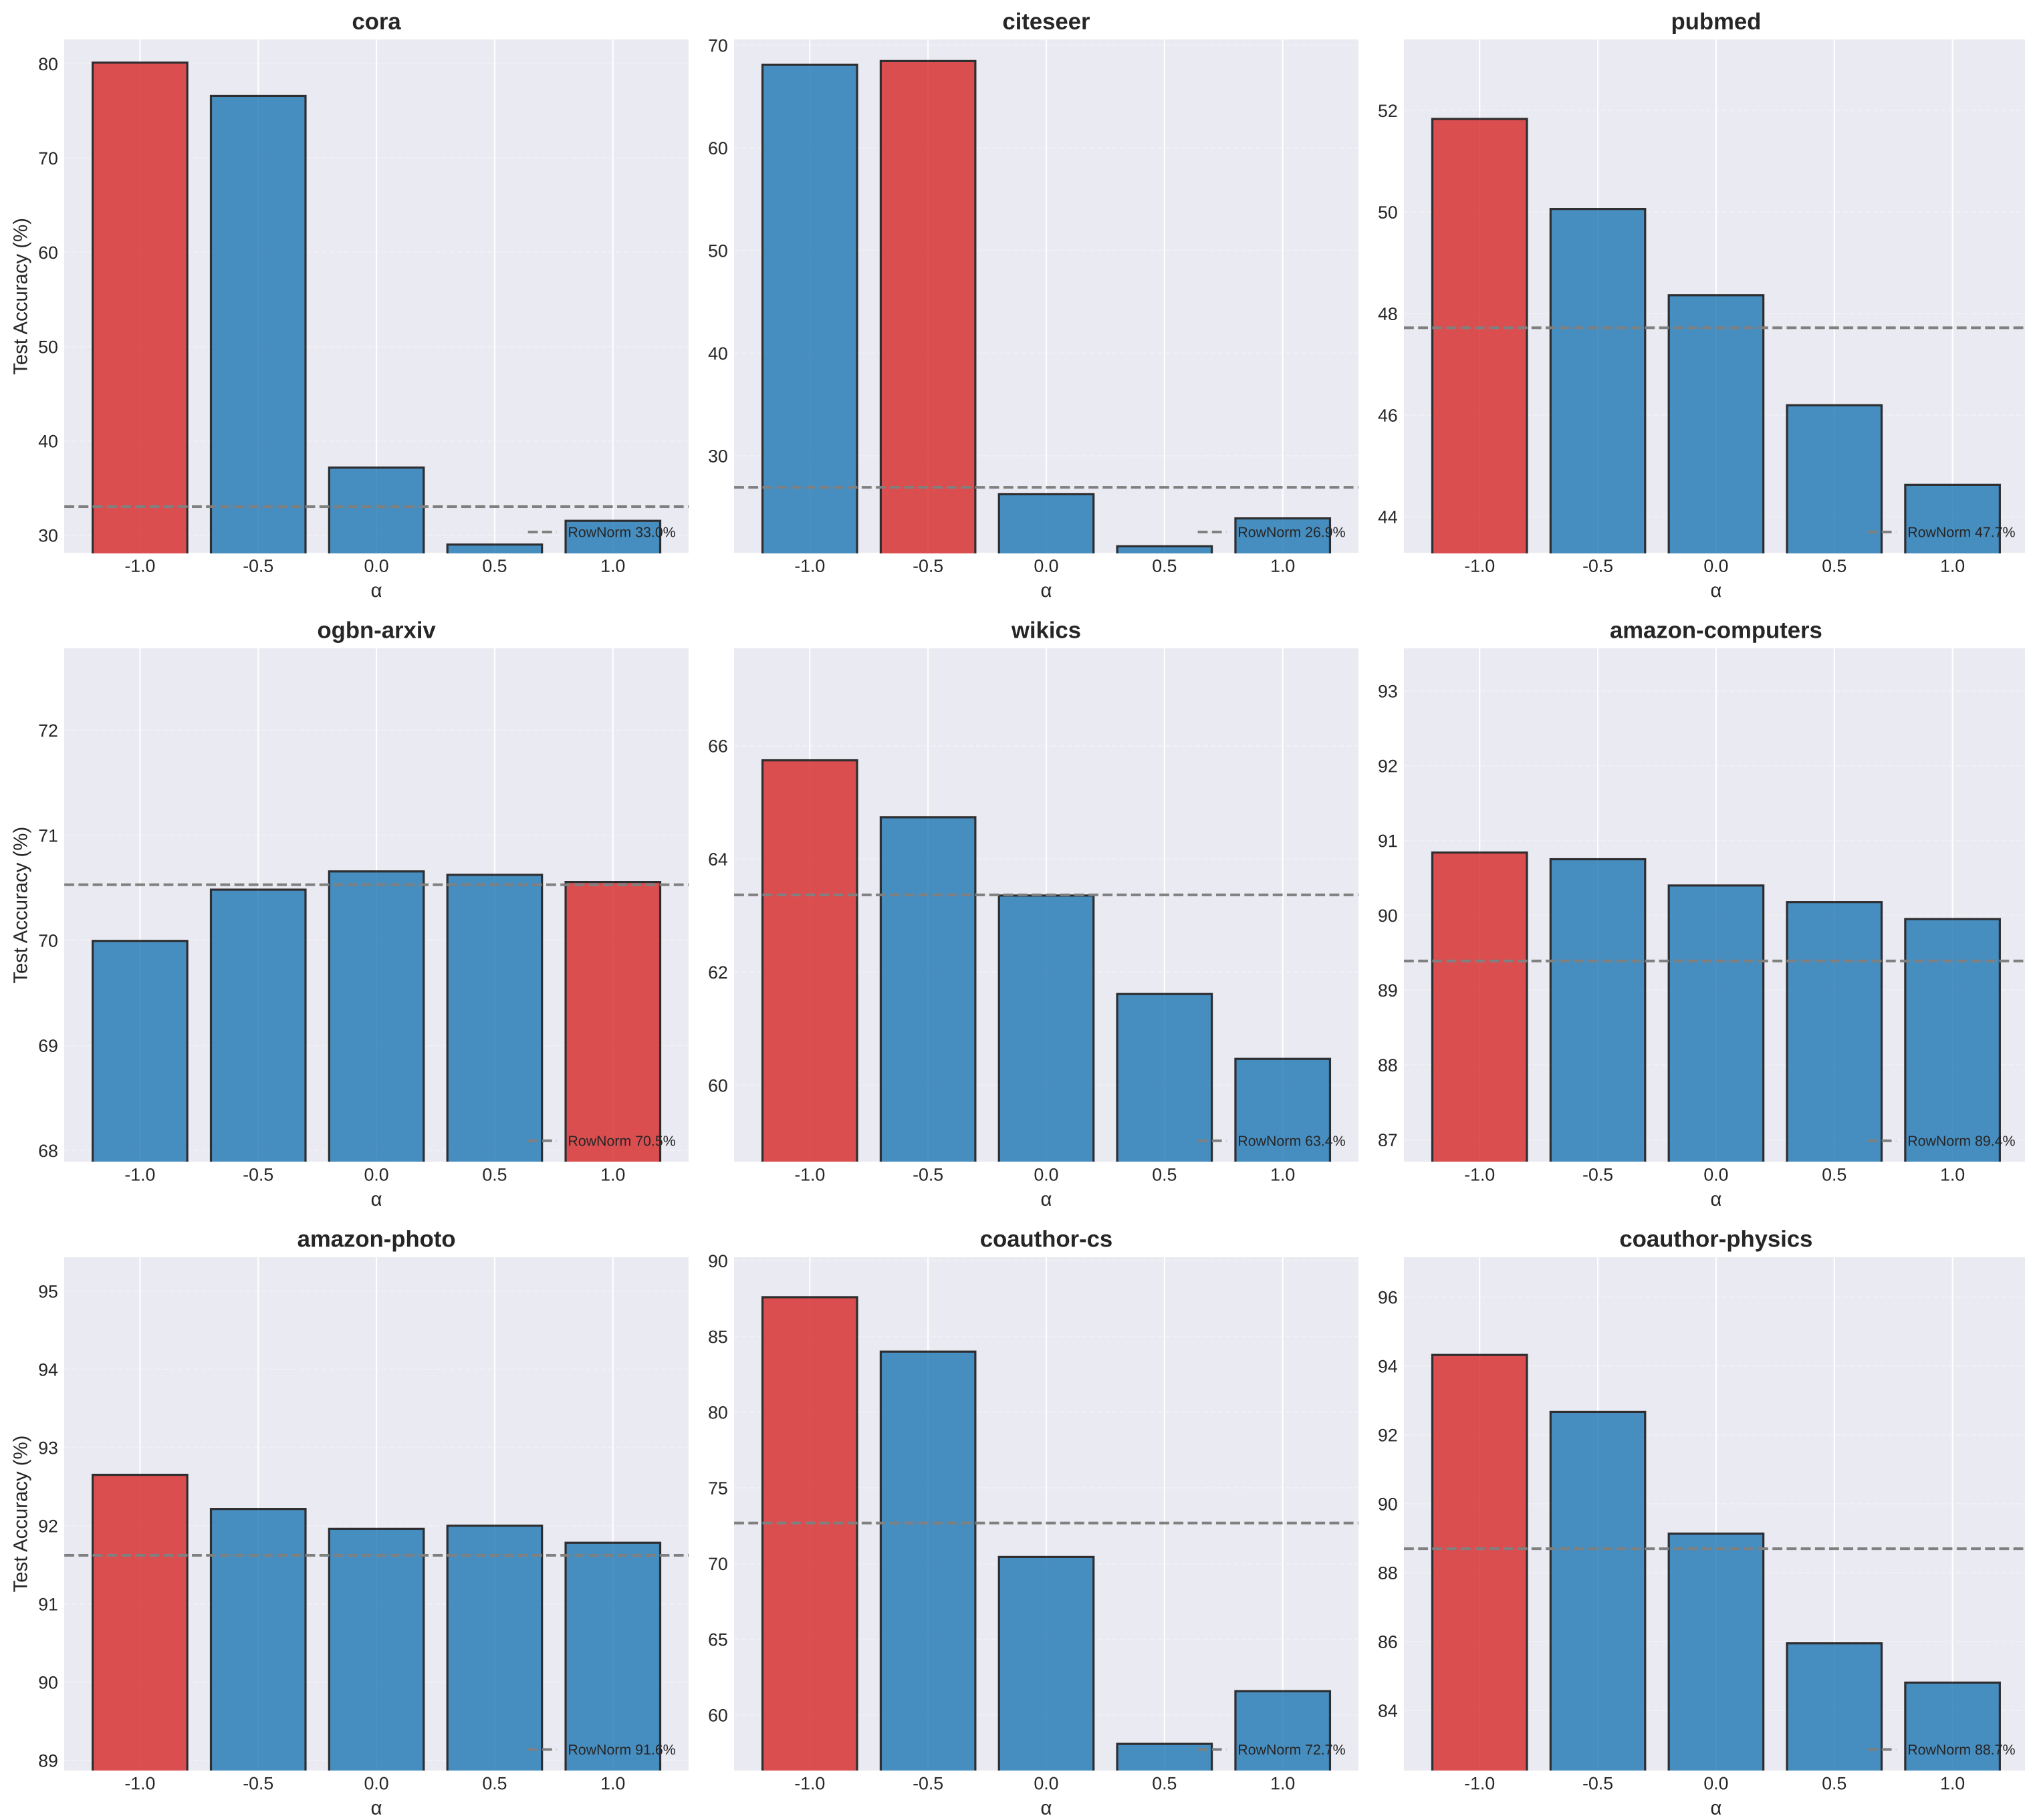 cora
80
70
60
50
40
30
Test Accuracy (%)
RowNorm 33.0%
-1.0 -0.5 0.0 0.5 1.0
α
citeseer
70
60
50
40
30
RowNorm 26.9%
-1.0 -0.5 0.0 0.5 1.0
α
pubmed
52
50
48
46
44
RowNorm 47.7%
-1.0 -0.5 0.0 0.5 1.0
α
ogbn-arxiv
72
71
70
69
68
Test Accuracy (%)
RowNorm 70.5%
-1.0 -0.5 0.0 0.5 1.0
α
wikics
66
64
62
60
RowNorm 63.4%
-1.0 -0.5 0.0 0.5 1.0
α
amazon-computers
93
92
91
90
89
88
87
RowNorm 89.4%
-1.0 -0.5 0.0 0.5 1.0
α
amazon-photo
95
94
93
92
91
90
89
Test Accuracy (%)
RowNorm 91.6%
-1.0 -0.5 0.0 0.5 1.0
α
coauthor-cs
90
85
80
75
70
65
60
RowNorm 72.7%
-1.0 -0.5 0.0 0.5 1.0
α
coauthor-physics
96
94
92
90
88
86
84
RowNorm 88.7%
-1.0 -0.5 0.0 0.5 1.0
α